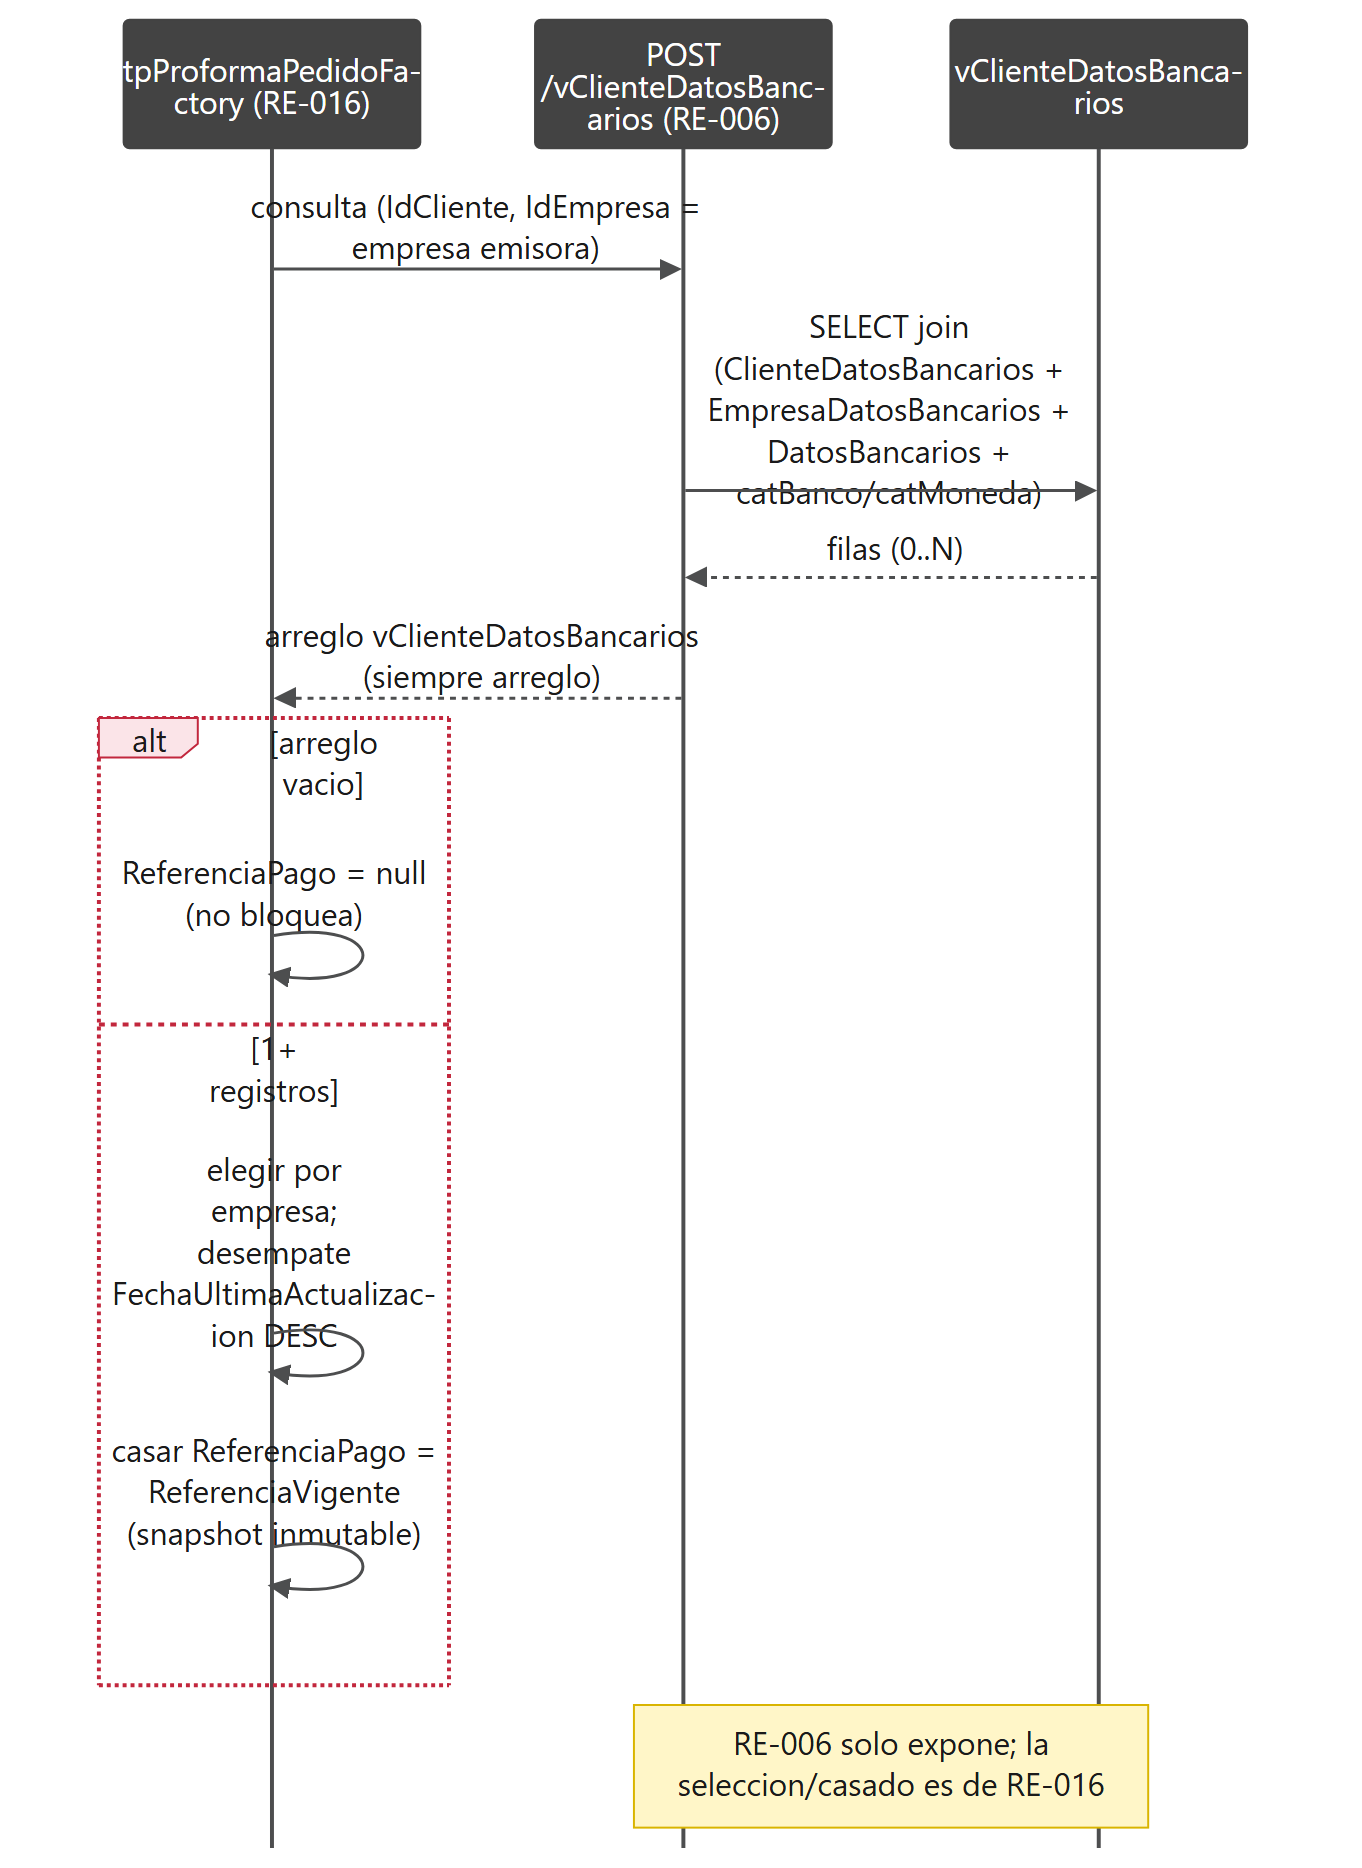 tpProformaPedidoFa-
ctory (RE-016)
POST
/vClienteDatosBanc-
arios (RE-006)
vClienteDatosBanca-
rios
consulta (IdCliente, IdEmpresa =
empresa emisora)
SELECT join
(ClienteDatosBancarios +
EmpresaDatosBancarios +
DatosBancarios +
catBanco/catMoneda)
filas (0..N)
arreglo vClienteDatosBancarios
(siempre arreglo)
alt
[arreglo
vacio]
ReferenciaPago = null
(no bloquea)
[1+
registros]
elegir por
empresa;
desempate
FechaUltimaActualizac-
ion DESC
casar ReferenciaPago =
ReferenciaVigente
(snapshot inmutable)
RE-006 solo expone; la
seleccion/casado es de RE-016